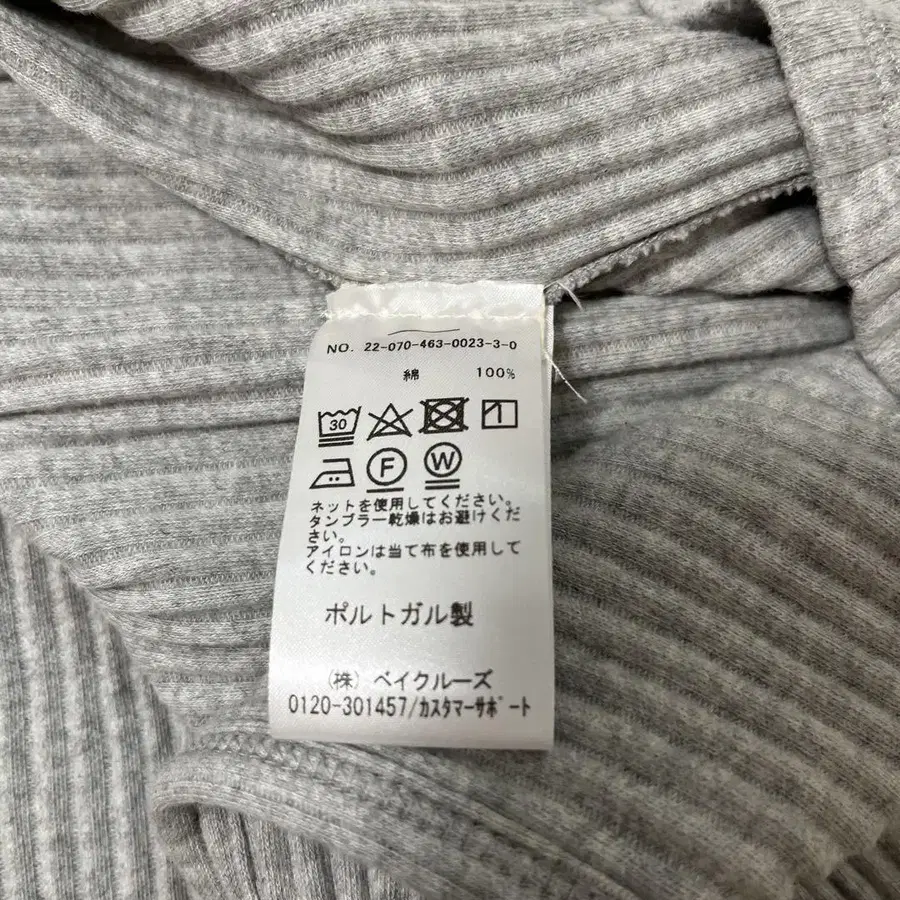 NO. 22-070-463-0023-3-0
綿 100%
30
F W
ネットを使用してください。
タンブラー乾燥はお避けくだ
さい。
アイロンは当て布を使用して
ください。
ポルトガル製
(株) ベイクルーズ
0120-301457/ｶｽﾀﾏｰｻﾎﾟｰﾄ